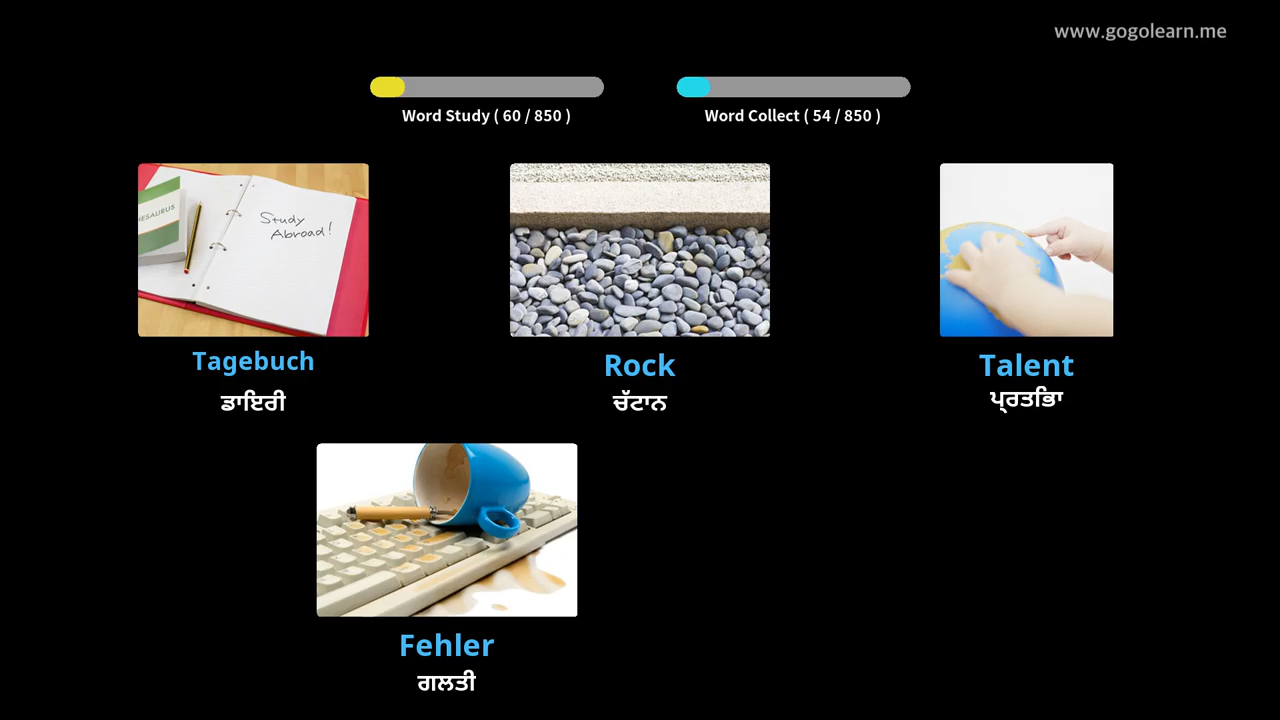 www.gogolearn.me
Word Study ( 60 / 850 )
Word Collect ( 54 / 850 )
THESAURUS
Study
Abroad!
Tagebuch
ਡਾਇਰੀ
Rock
ਚੱਟਾਨ
Talent
ਪ੍ਰਤਿਭਾ
Fehler
ਗਲਤੀ